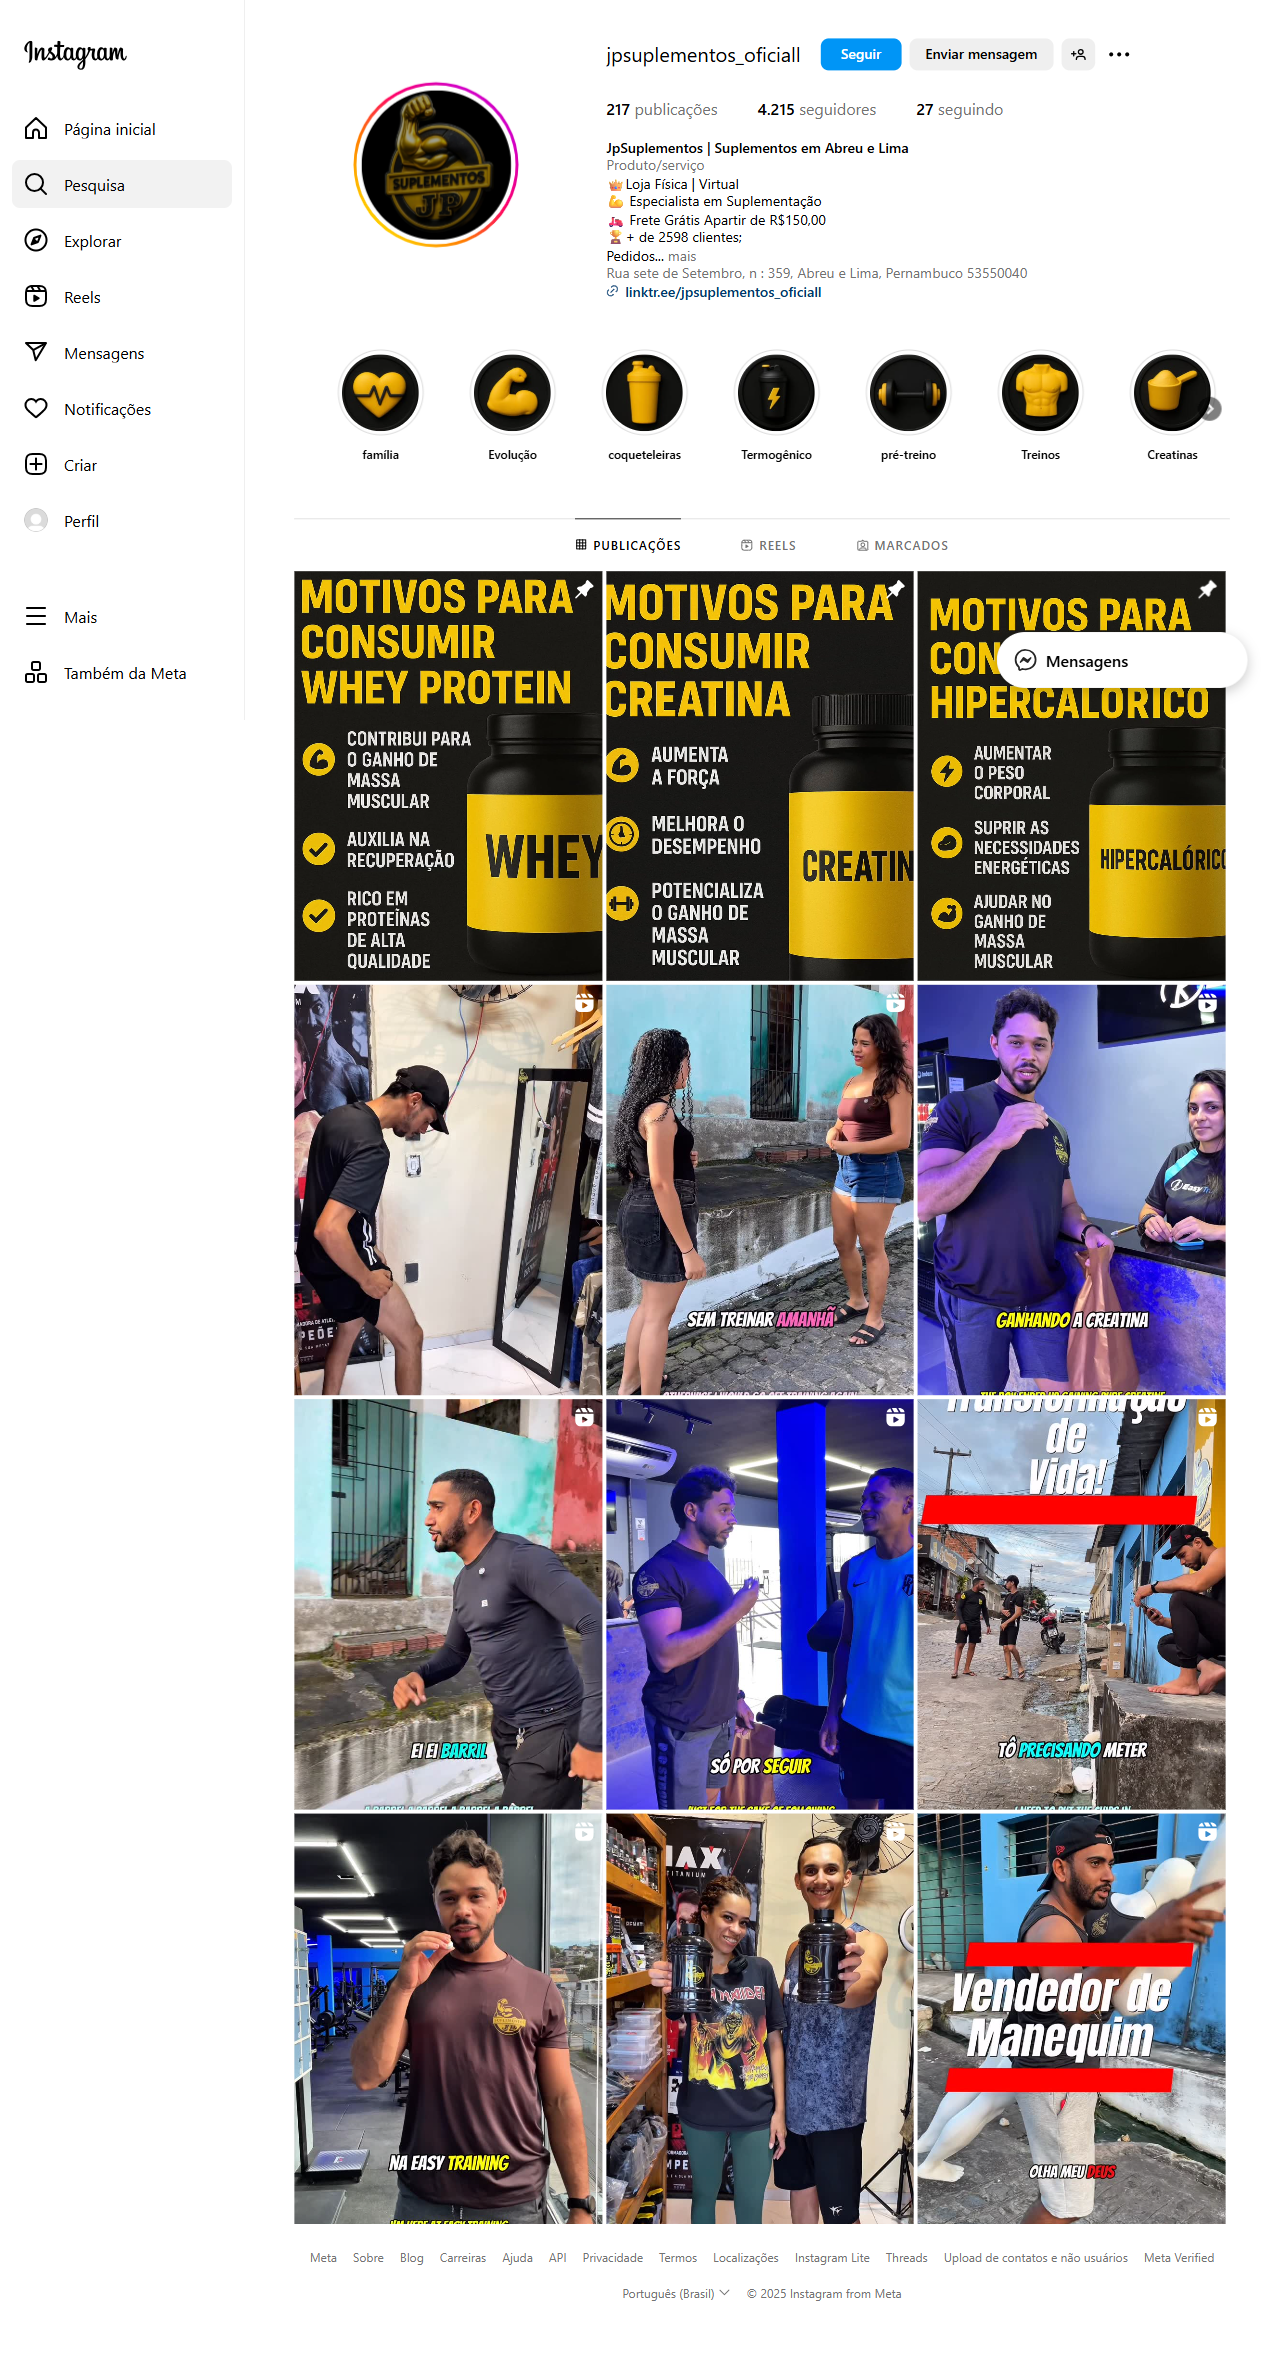 Instagram
Página inicial
Pesquisa
Explorar
Reels
Mensagens
Notificações
Criar
Perfil
Mais
Também da Meta
jpsuplementos_oficiall
Seguir
Enviar mensagem
217 publicações
4.215 seguidores
27 seguindo
JpSuplementos | Suplementos em Abreu e Lima
Produto/serviço
Loja Física | Virtual
Especialista em Suplementação
Frete Grátis Apartir de R$150,00
+ de 2598 clientes;
Pedidos... mais
Rua sete de Setembro, n : 359, Abreu e Lima, Pernambuco 53550040
linktr.ee/jpsuplementos_oficiall
SUPLEMENTOS
JP
família
Evolução
coqueteleiras
Termogênico
pré-treino
Treinos
Creatinas
PUBLICAÇÕES
REELS
MARCADOS
MOTIVOS PARA
CONSUMIR
WHEY PROTEIN
CONTRIBUI PARA
O GANHO DE
MASSA
MUSCULAR
AUXILIA NA
RECUPERAÇÃO
RICO EM
PROTEÍNAS
DE ALTA
QUALIDADE
WHEY
MOTIVOS PARA
CONSUMIR
CREATINA
AUMENTA
A FORÇA
MELHORA O
DESEMPENHO
POTENCIALIZA
O GANHO DE
MASSA
MUSCULAR
CREATIN
MOTIVOS PARA
CON
HIPERCALÓRICO
AUMENTAR
O PESO
CORPORAL
SUPRIR AS
NECESSIDADES
ENERGÉTICAS
AJUDAR NO
GANHO DE
MASSA
MUSCULAR
HIPERCALÓRIC
Mensagens
SEM TREINAR AMANHÃ
GANHANDO A CREATINA
EI EI BARRIL
SÓ POR SEGUIR
Transformação
de
Vida!
TÔ PRECISANDO METER
NA EASY TRAINING
MAX
TITANIUM
Vendedor de
Manequim
OLHA MEU DEUS
Meta
Sobre
Blog
Carreiras
Ajuda
API
Privacidade
Termos
Localizações
Instagram Lite
Threads
Upload de contatos e não usuários
Meta Verified
Português (Brasil)
© 2025 Instagram from Meta